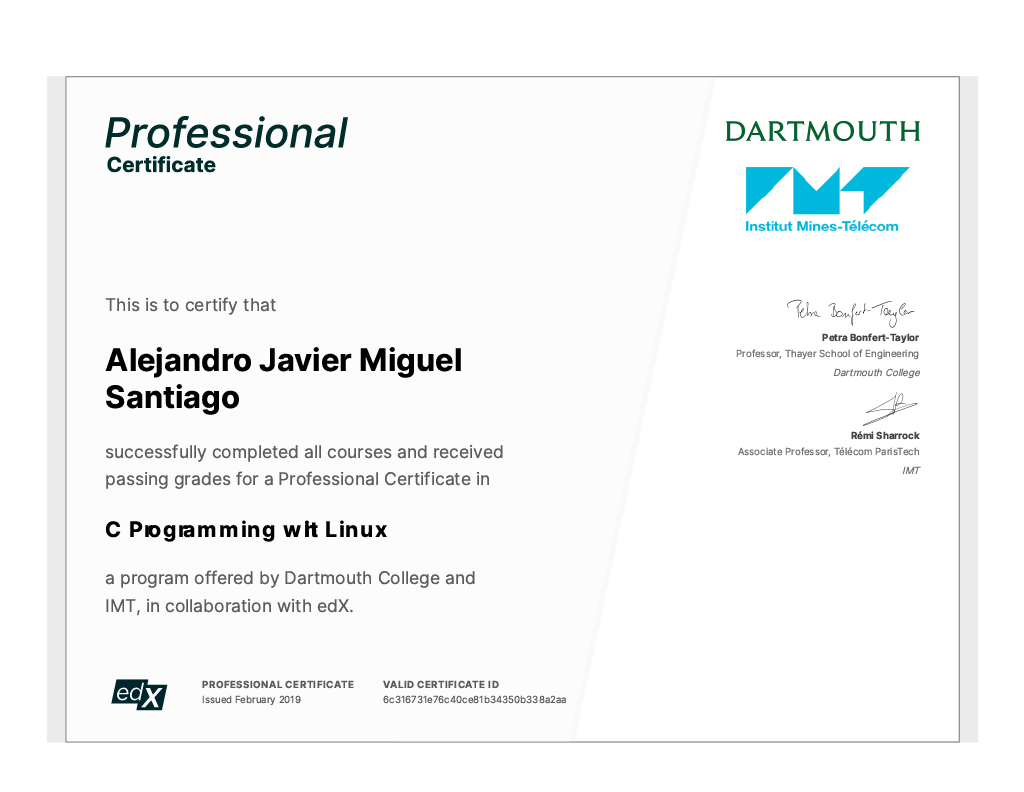 Professional
Certificate
DARTMOUTH
Institut Mines-Télécom
This is to certify that
Alejandro Javier Miguel
Santiago
successfully completed all courses and received
passing grades for a Professional Certificate in
C Programming wit Linux
a program offered by Dartmouth College and
IMT, in collaboration with edX.
Petra Bonfert-Taylor
Petra Bonfert-Taylor
Professor, Thayer School of Engineering
Dartmouth College
Rémi Sharrock
Associate Professor, Télécom ParisTech
IMT
edX
PROFESSIONAL CERTIFICATE
Issued February 2019
VALID CERTIFICATE ID
6c316731e76c40ce81b34350b338a2aa